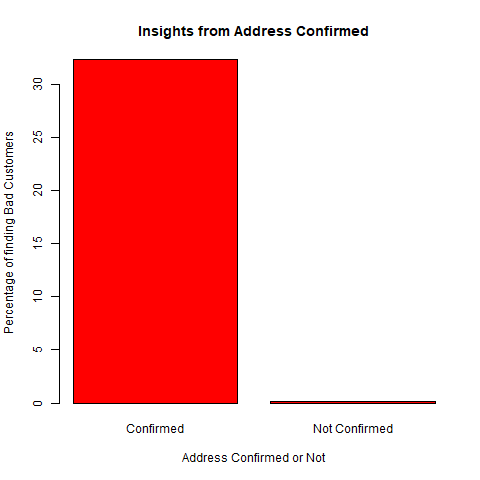 Insights from Address Confirmed
Percentage of finding Bad Customers
30
25
20
15
10
5
0
Confirmed
Not Confirmed
Address Confirmed or Not